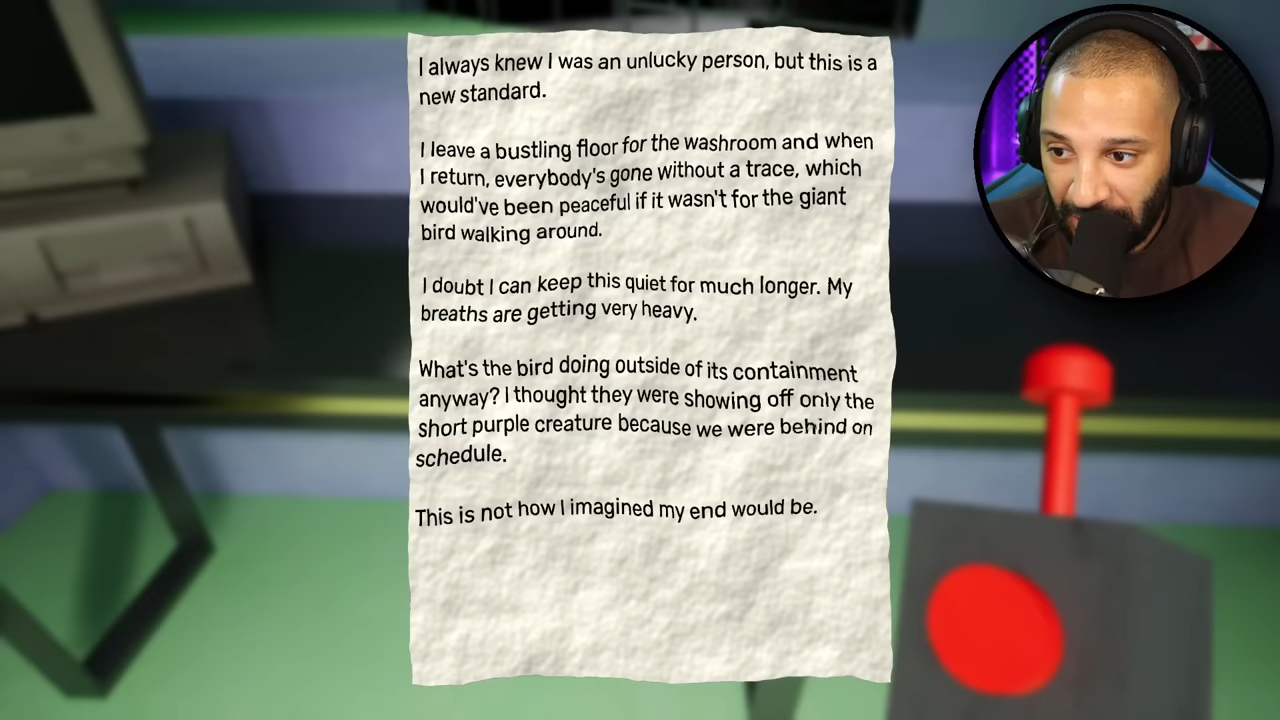 I always knew I was an unlucky person, but this is a
new standard.
I leave a bustling floor for the washroom and when
I return, everybody's gone without a trace, which
would've been peaceful if it wasn't for the giant
bird walking around.
I doubt I can keep this quiet for much longer. My
breaths are getting very heavy.
What's the bird doing outside of its containment
anyway? I thought they were showing off only the
short purple creature because we were behind on
schedule.
This is not how I imagined my end would be.